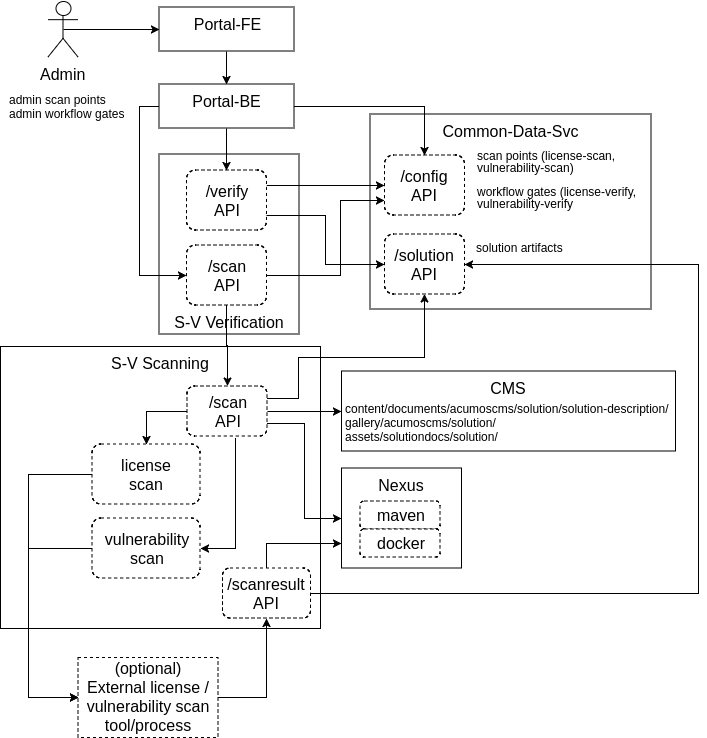 Portal-FE
Admin
admin scan points
admin workflow gates
Portal-BE
Common-Data-Svc
/config
API
scan points (license-scan,
vulnerability-scan)
workflow gates (license-verify,
vulnerability-verify
/verify
API
/solution
API
solution artifacts
/scan
API
S-V Verification
S-V Scanning
/scan
API
CMS
content/documents/acumoscms/solution/solution-description/
gallery/acumoscms/solution/
assets/solutiondocs/solution/
license
scan
Nexus
maven
docker
vulnerability
scan
/scanresult
API
(optional)
External license /
vulnerability scan
tool/process